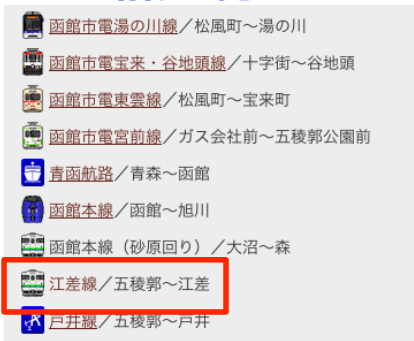 函館市電湯の川線／松風町～湯の川
函館市電宝来・谷地頭線／十字街～谷地頭
函館市電東雲線／松風町～宝来町
函館市電宮前線／ガス会社前～五稜郭公園前
青函航路／青森～函館
函館本線／函館～旭川
函館本線（砂原回り）／大沼～森
江差線／五稜郭～江差
戸井線／五稜郭～戸井